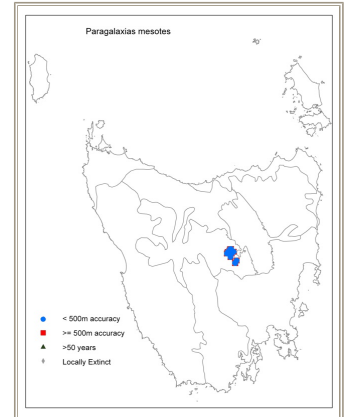 Paragalaxias mesotes
< 500m accuracy
>= 500m accuracy
>50 years
Locally Extinct